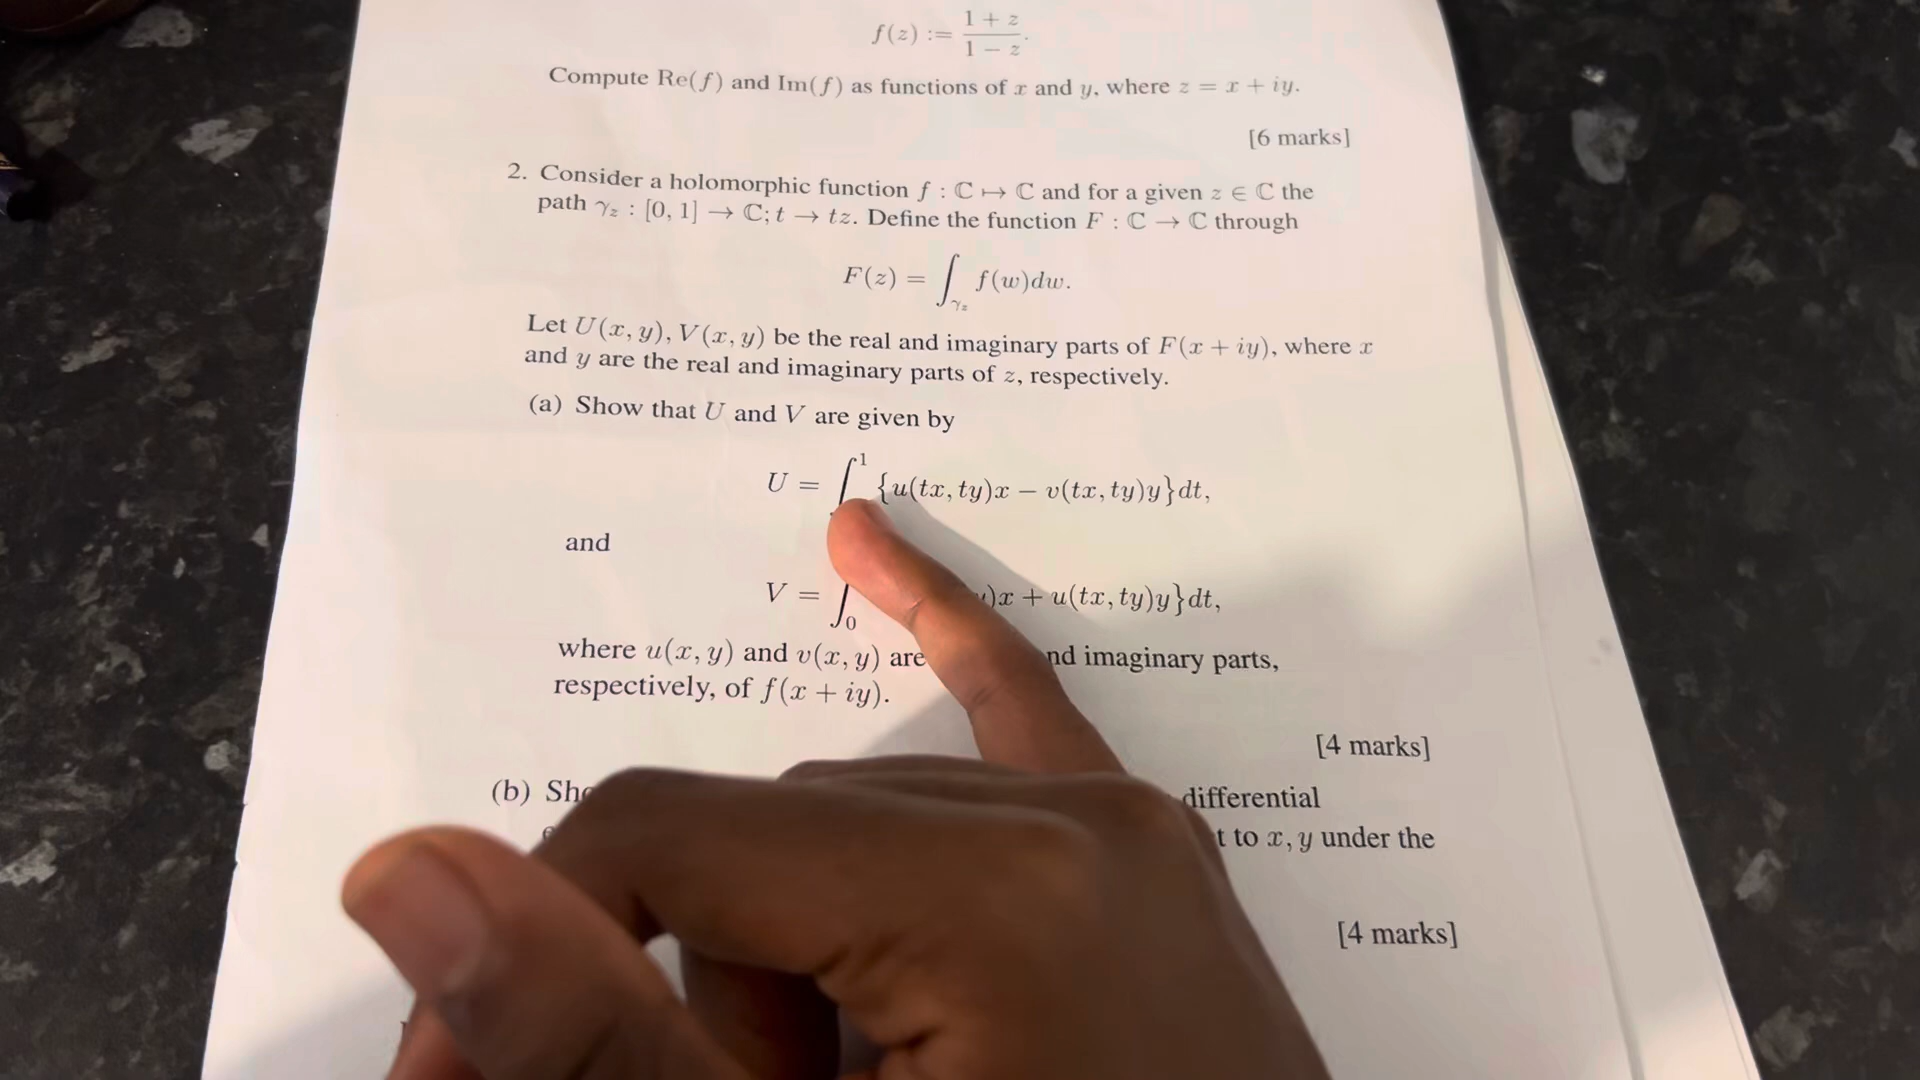 f(z) := \frac{1 + z}{1 - z}.
Compute Re(f) and Im(f) as functions of x and y, where z = x + iy.
[6 marks]
2. Consider a holomorphic function f : ℂ ↦ ℂ and for a given z ∈ ℂ the
path γ_z : [0, 1] → ℂ; t → tz. Define the function F : ℂ → ℂ through
F(z) = ∫_{γ_z} f(w)dw.
Let U(x, y), V(x, y) be the real and imaginary parts of F(x + iy), where x
and y are the real and imaginary parts of z, respectively.
(a) Show that U and V are given by
U = ∫^1 {u(tx, ty)x − v(tx, ty)y}dt,
and
V = ∫_0 )x + u(tx, ty)y}dt,
where u(x, y) and v(x, y) are imaginary parts,
respectively, of f(x + iy).
[4 marks]
(b) differential
to x, y under the
[4 marks]